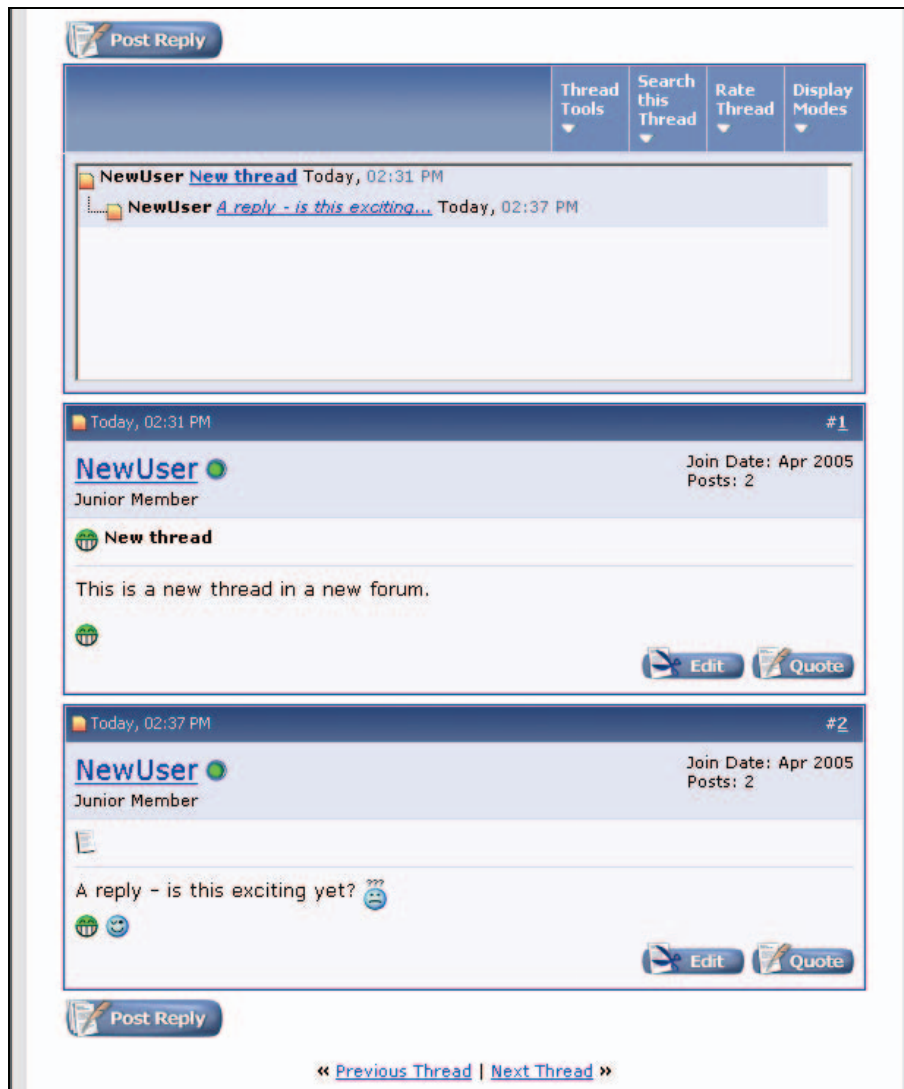 Post Reply
Thread Tools
Search this Thread
Rate Thread
Display Modes
NewUser New thread Today, 02:31 PM
NewUser A reply - is this exciting... Today, 02:37 PM
Today, 02:31 PM #1
NewUser Join Date: Apr 2005
Posts: 2
Junior Member
New thread
This is a new thread in a new forum.
Edit Quote
Today, 02:37 PM #2
NewUser Join Date: Apr 2005
Posts: 2
Junior Member
A reply - is this exciting yet? ???
Edit Quote
Post Reply
« Previous Thread | Next Thread »